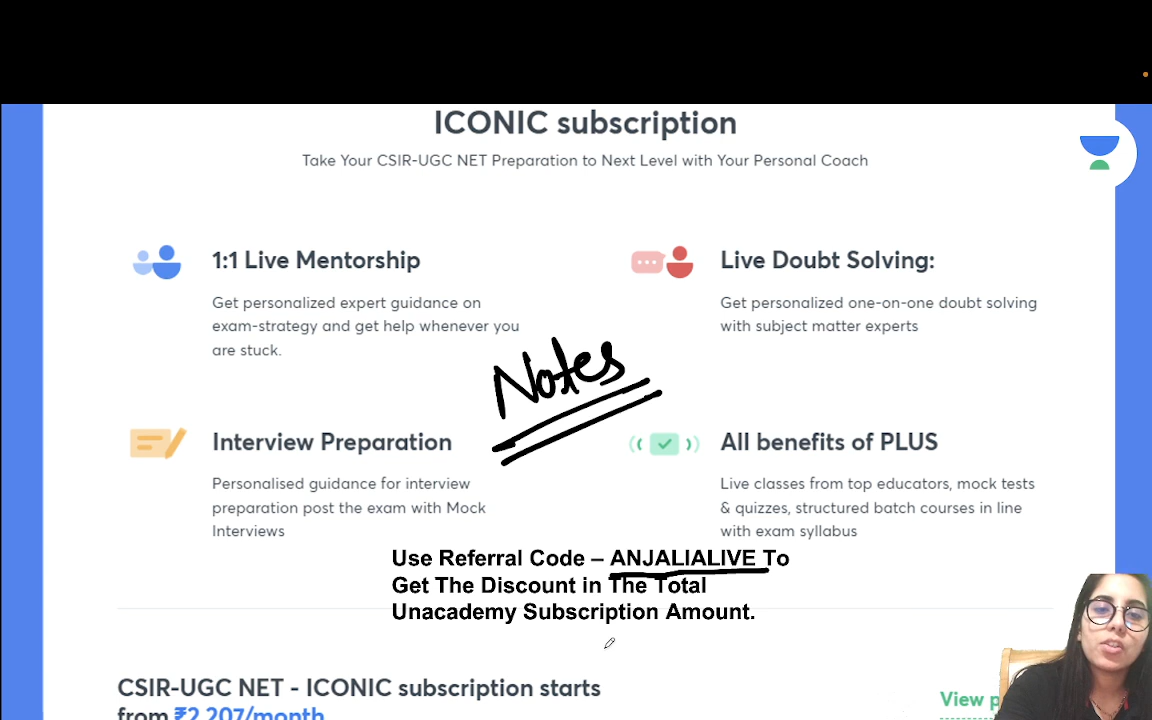 ICONIC subscription
Take Your CSIR-UGC NET Preparation to Next Level with Your Personal Coach
1:1 Live Mentorship
Get personalized expert guidance on
exam-strategy and get help whenever you
are stuck.
Live Doubt Solving:
Get personalized one-on-one doubt solving
with subject matter experts
Notes
Interview Preparation
Personalised guidance for interview
preparation post the exam with Mock
Interviews
All benefits of PLUS
Live classes from top educators, mock tests
& quizzes, structured batch courses in line
with exam syllabus
Use Referral Code – ANJALIALIVE To
Get The Discount in The Total
Unacademy Subscription Amount.
CSIR-UGC NET - ICONIC subscription starts
from ₹2,207/month
View